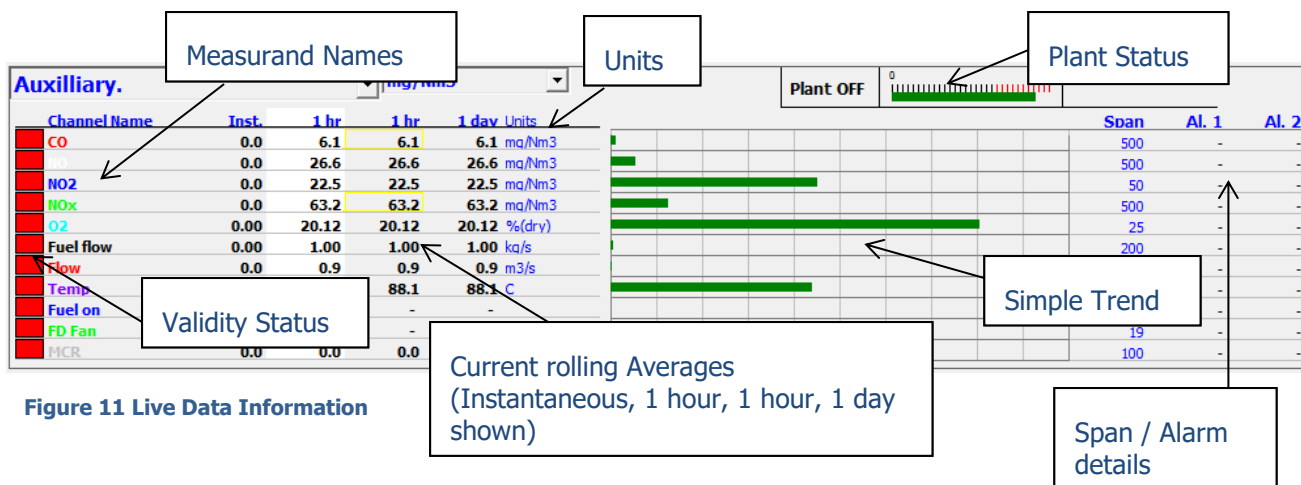 Measurand Names
Units
Plant Status
Auxilliary.
Plant OFF
0
Channel Name Inst. 1 hr 1 hr 1 day Units Span Al. 1 Al. 2
CO 0.0 6.1 6.1 6.1 mg/Nm3 500 - -
NO 0.0 26.6 26.6 26.6 mg/Nm3 500 - -
NO2 0.0 22.5 22.5 22.5 mg/Nm3 50 - -
NOx 0.0 63.2 63.2 63.2 mg/Nm3 500 - -
O2 0.00 20.12 20.12 20.12 %(dry) 25 - -
Fuel flow 0.00 1.00 1.00 1.00 kg/s 200 - -
Flow 0.0 0.9 0.9 0.9 m3/s - -
Temp 88.1 88.1 C - -
Fuel on - - - -
FD Fan - 19 - -
MCR 0.0 0.0 0.0 100 - -
Validity Status
Simple Trend
Current rolling Averages
(Instantaneous, 1 hour, 1 hour, 1 day
shown)
Span / Alarm
details
Figure 11 Live Data Information